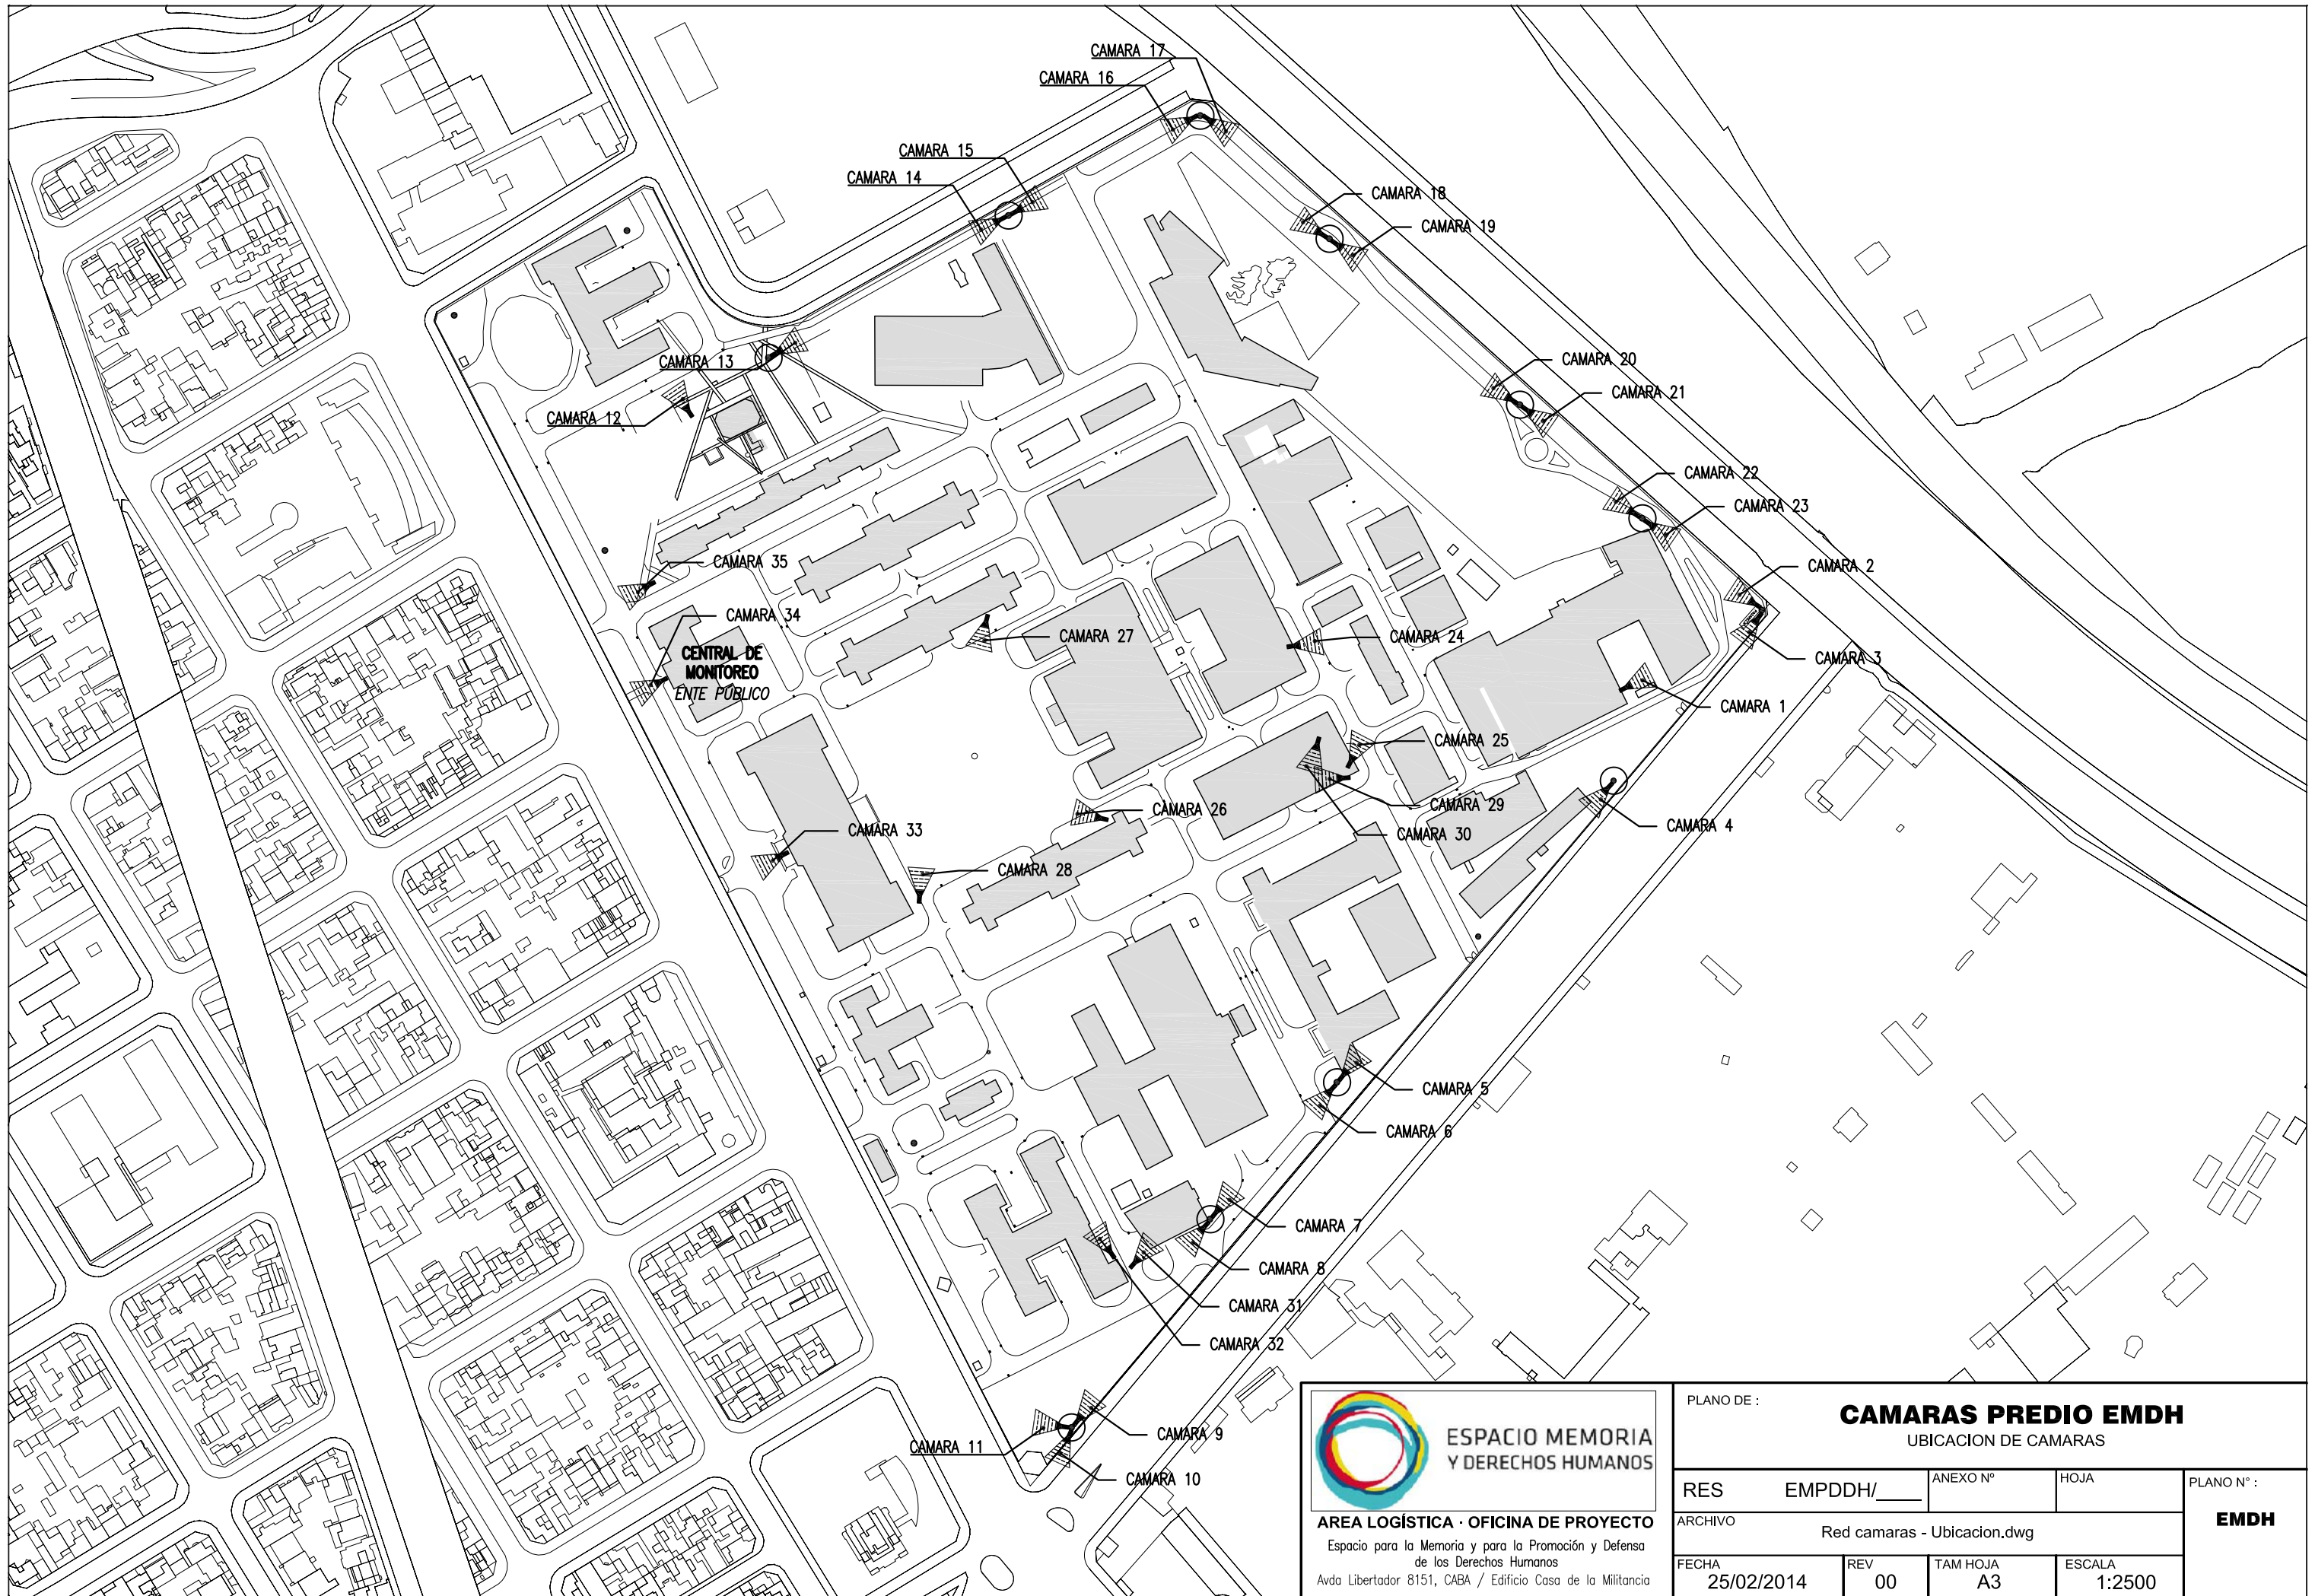 CAMARA 17
CAMARA 16
CAMARA 15
CAMARA 14
CAMARA 18
CAMARA 19
CAMARA 13
CAMARA 12
CAMARA 20
CAMARA 21
CAMARA 22
CAMARA 23
CAMARA 35
CAMARA 2
CAMARA 34
CAMARA 27
CAMARA 24
CENTRAL DE
MONITOREO
ENTE PÚBLICO
CAMARA 3
CAMARA 1
CAMARA 25
CAMARA 26
CAMARA 29
CAMARA 33
CAMARA 30
CAMARA 4
CAMARA 28
CAMARA 5
CAMARA 6
CAMARA 7
CAMARA 8
CAMARA 31
CAMARA 32
CAMARA 9
CAMARA 11
CAMARA 10
ESPACIO MEMORIA
Y DERECHOS HUMANOS
AREA LOGÍSTICA · OFICINA DE PROYECTO
Espacio para la Memoria y para la Promoción y Defensa
de los Derechos Humanos
Avda Libertador 8151, CABA / Edificio Casa de la Militancia
PLANO DE :
CAMARAS PREDIO EMDH
UBICACION DE CAMARAS
RES EMPDDH/____
ANEXO Nº
HOJA
PLANO N° :
EMDH
ARCHIVO
Red camaras - Ubicacion.dwg
FECHA
25/02/2014
REV
00
TAM HOJA
A3
ESCALA
1:2500